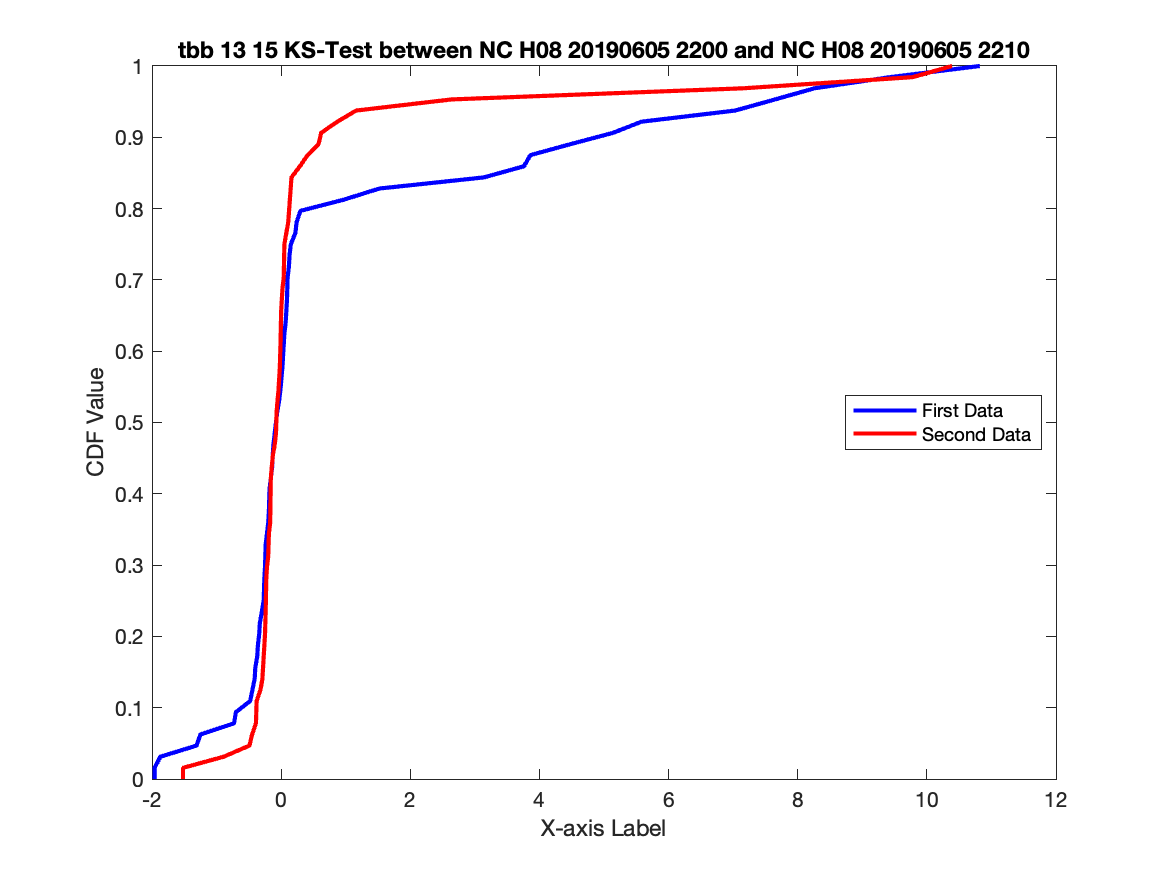 tbb 13 15 KS-Test between NC H08 20190605 2200 and NC H08 20190605 2210
1
0.9
0.8
0.7
0.6
0.5
0.4
0.3
0.2
0.1
0
CDF Value
First Data
Second Data
-2 0 2 4 6 8 10 12
X-axis Label